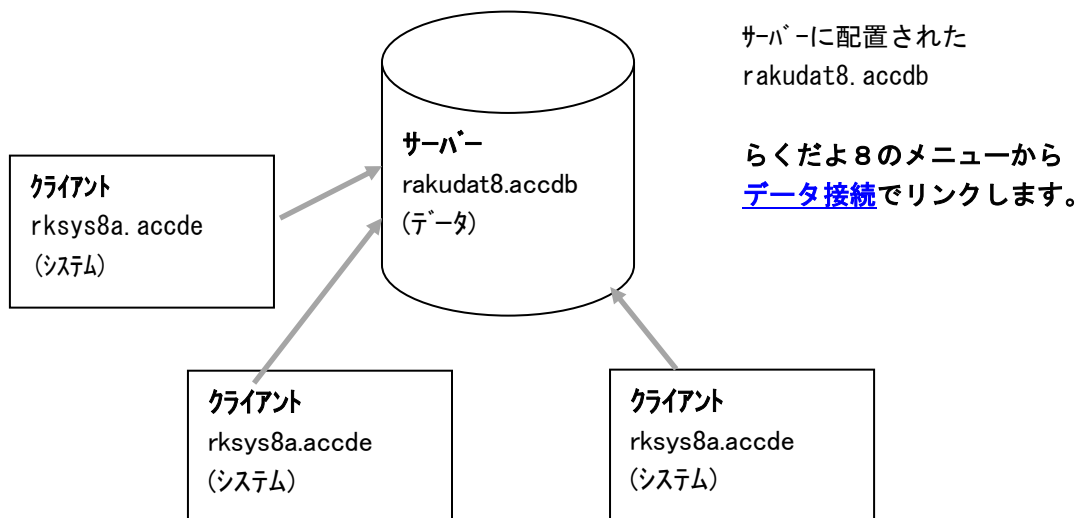 ｻｰﾊﾞｰに配置された
rakudat8.accdb
らくだよ８のメニューから
データ接続でリンクします。
サーバー
rakudat8.accdb
(ﾃﾞｰﾀ)
ｸﾗｲｱﾝﾄ
rksys8a.accde
(ｼｽﾃﾑ)
ｸﾗｲｱﾝﾄ
rksys8a.accde
(ｼｽﾃﾑ)
ｸﾗｲｱﾝﾄ
rksys8a.accde
(ｼｽﾃﾑ)